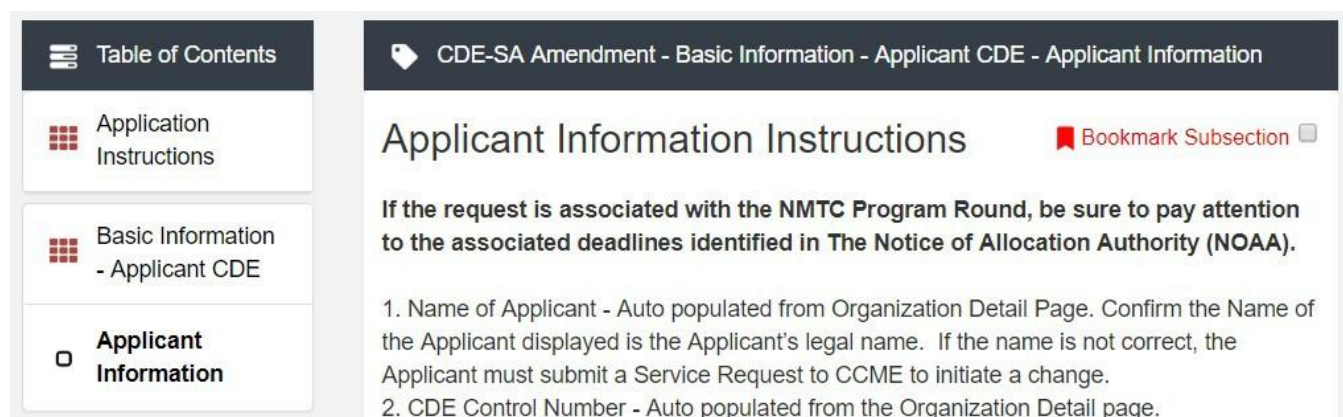 Table of Contents
Application
Instructions
Basic Information
- Applicant CDE
Applicant
Information
CDE-SA Amendment - Basic Information - Applicant CDE - Applicant Information
Applicant Information Instructions
Bookmark Subsection
If the request is associated with the NMTC Program Round, be sure to pay attention
to the associated deadlines identified in The Notice of Allocation Authority (NOAA).
1. Name of Applicant - Auto populated from Organization Detail Page. Confirm the Name of
the Applicant displayed is the Applicant's legal name.  If the name is not correct, the
Applicant must submit a Service Request to CCME to initiate a change.
2. CDE Control Number - Auto populated from the Organization Detail page.